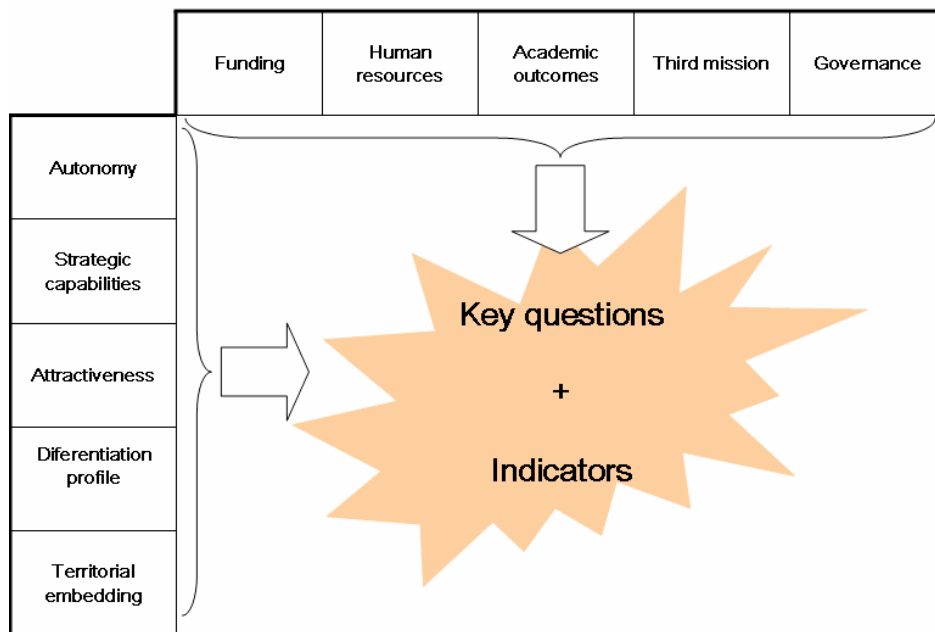 Funding
Human
resources
Academic
outcomes
Third mission
Governance
Autonomy
Strategic
capabilities
Attractiveness
Diferentiation
profile
Territorial
embedding
Key questions
+
Indicators